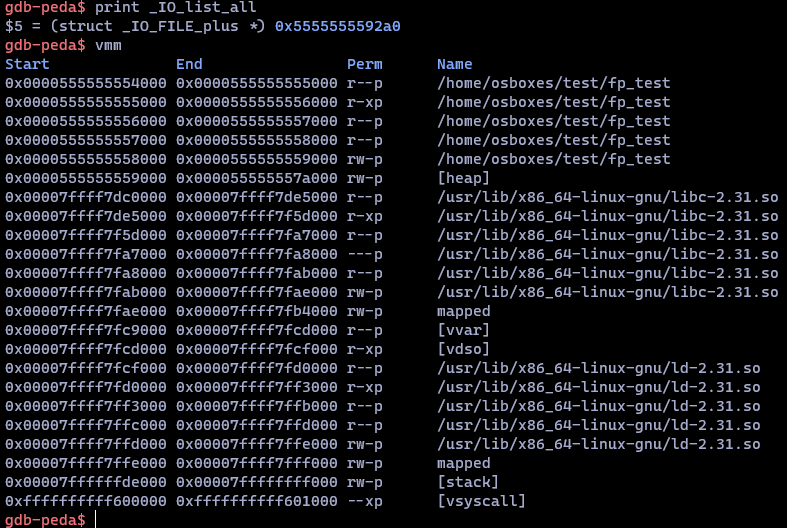 gdb-peda$ print _IO_list_all
$5 = (struct _IO_FILE_plus *) 0x5555555592a0
gdb-peda$ vmm
Start End Perm Name
0x0000555555554000 0x0000555555555000 r--p /home/osboxes/test/fp_test
0x0000555555555000 0x0000555555556000 r-xp /home/osboxes/test/fp_test
0x0000555555556000 0x0000555555557000 r--p /home/osboxes/test/fp_test
0x0000555555557000 0x0000555555558000 r--p /home/osboxes/test/fp_test
0x0000555555558000 0x0000555555559000 rw-p /home/osboxes/test/fp_test
0x0000555555559000 0x000055555557a000 rw-p [heap]
0x00007ffff7dc0000 0x00007ffff7de5000 r--p /usr/lib/x86_64-linux-gnu/libc-2.31.so
0x00007ffff7de5000 0x00007ffff7f5d000 r-xp /usr/lib/x86_64-linux-gnu/libc-2.31.so
0x00007ffff7f5d000 0x00007ffff7fa7000 r--p /usr/lib/x86_64-linux-gnu/libc-2.31.so
0x00007ffff7fa7000 0x00007ffff7fa8000 ---p /usr/lib/x86_64-linux-gnu/libc-2.31.so
0x00007ffff7fa8000 0x00007ffff7fab000 r--p /usr/lib/x86_64-linux-gnu/libc-2.31.so
0x00007ffff7fab000 0x00007ffff7fae000 rw-p /usr/lib/x86_64-linux-gnu/libc-2.31.so
0x00007ffff7fae000 0x00007ffff7fb4000 rw-p mapped
0x00007ffff7fc9000 0x00007ffff7fcd000 r--p [vvar]
0x00007ffff7fcd000 0x00007ffff7fcf000 r-xp [vdso]
0x00007ffff7fcf000 0x00007ffff7fd0000 r--p /usr/lib/x86_64-linux-gnu/ld-2.31.so
0x00007ffff7fd0000 0x00007ffff7ff3000 r-xp /usr/lib/x86_64-linux-gnu/ld-2.31.so
0x00007ffff7ff3000 0x00007ffff7ffb000 r--p /usr/lib/x86_64-linux-gnu/ld-2.31.so
0x00007ffff7ffc000 0x00007ffff7ffd000 r--p /usr/lib/x86_64-linux-gnu/ld-2.31.so
0x00007ffff7ffd000 0x00007ffff7ffe000 rw-p /usr/lib/x86_64-linux-gnu/ld-2.31.so
0x00007ffff7ffe000 0x00007ffff7fff000 rw-p mapped
0x00007ffffffde000 0x00007ffffffff000 rw-p [stack]
0xffffffffff600000 0xffffffffff601000 --xp [vsyscall]
gdb-peda$